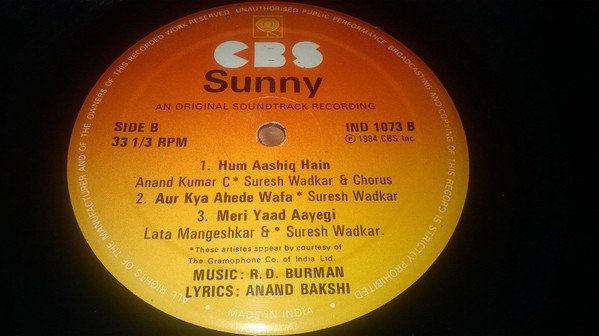 ALL RIGHTS OF THE MANUFACTURER AND OF THE OWNERS OF THIS RECORDED WORK RESERVED UNAUTHORISED PUBLIC PERFORMANCE BROADCASTING AND COPYING OF THIS RECORD IS STRICTLY PROHIBITED
CBS
Sunny
AN ORIGINAL SOUNDTRACK RECORDING
SIDE B IND 1073 B
33 1/3 RPM ℗ 1984 CBS Inc.
1. Hum Aashiq Hain
Anand Kumar C* Suresh Wadkar & Chorus
2. Aur Kya Ahede Wafa * Suresh Wadkar
3. Meri Yaad Aayegi
Lata Mangeshkar & * Suresh Wadkar.
*These artistes appear by courtesy of
The Gramophone Co. of India Ltd.
MUSIC: R.D. BURMAN
LYRICS: ANAND BAKSHI
MADE IN INDIA